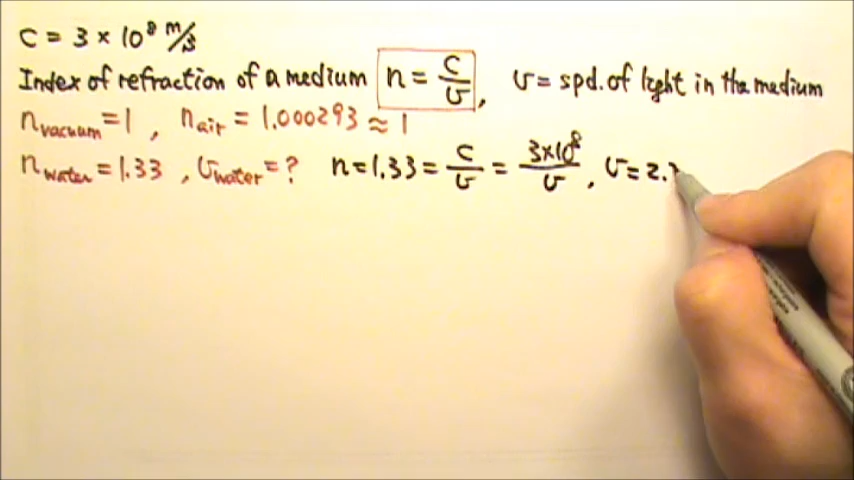 c = 3 × 10⁸ m/s
Index of refraction of a medium n = c/v, v = spd. of light in the medium
n_vacuum = 1, n_air = 1.000293 ≈ 1
n_water = 1.33, v_water = ? n = 1.33 = c/v = 3×10⁸/v, v = 2.